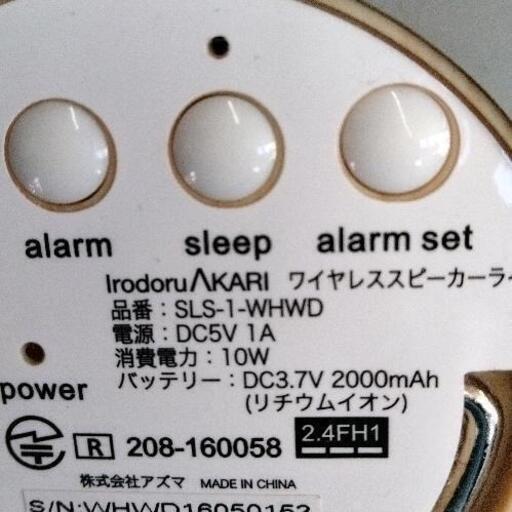 alarm sleep alarm set
IrodoruΛKARI ワイヤレススピーカーラ
品番：SLS-1-WHWD
電源：DC5V 1A
消費電力：10W
power
バッテリー：DC3.7V 2000mAh
(リチウムイオン)
R 208-160058 2.4FH1
株式会社アズマ MADE IN CHINA
S/N:WHWD16050152